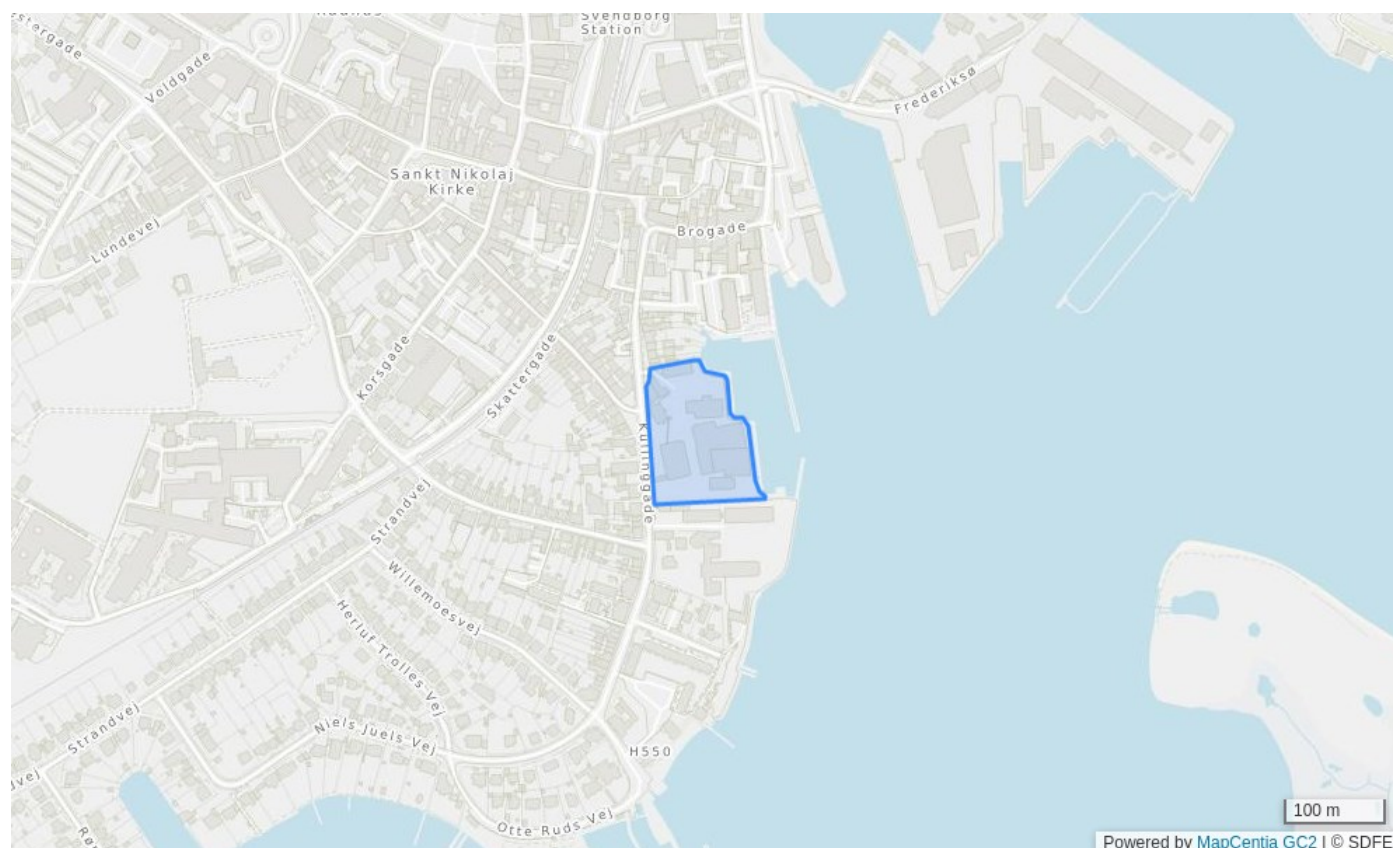 Svendborg
Station
Voldgade
Frederiksø
Sankt Nikolaj
Kirke
Lundevej
Brogade
Korsgade
Skattergade
Kullinggade
Strandvej
Willemoesvej
Herluf Trolles Vej
Strandvej
Niels Juels Vej
H550
Otte Ruds Vej
100 m
Powered by MapCentia GC2 | © SDFE